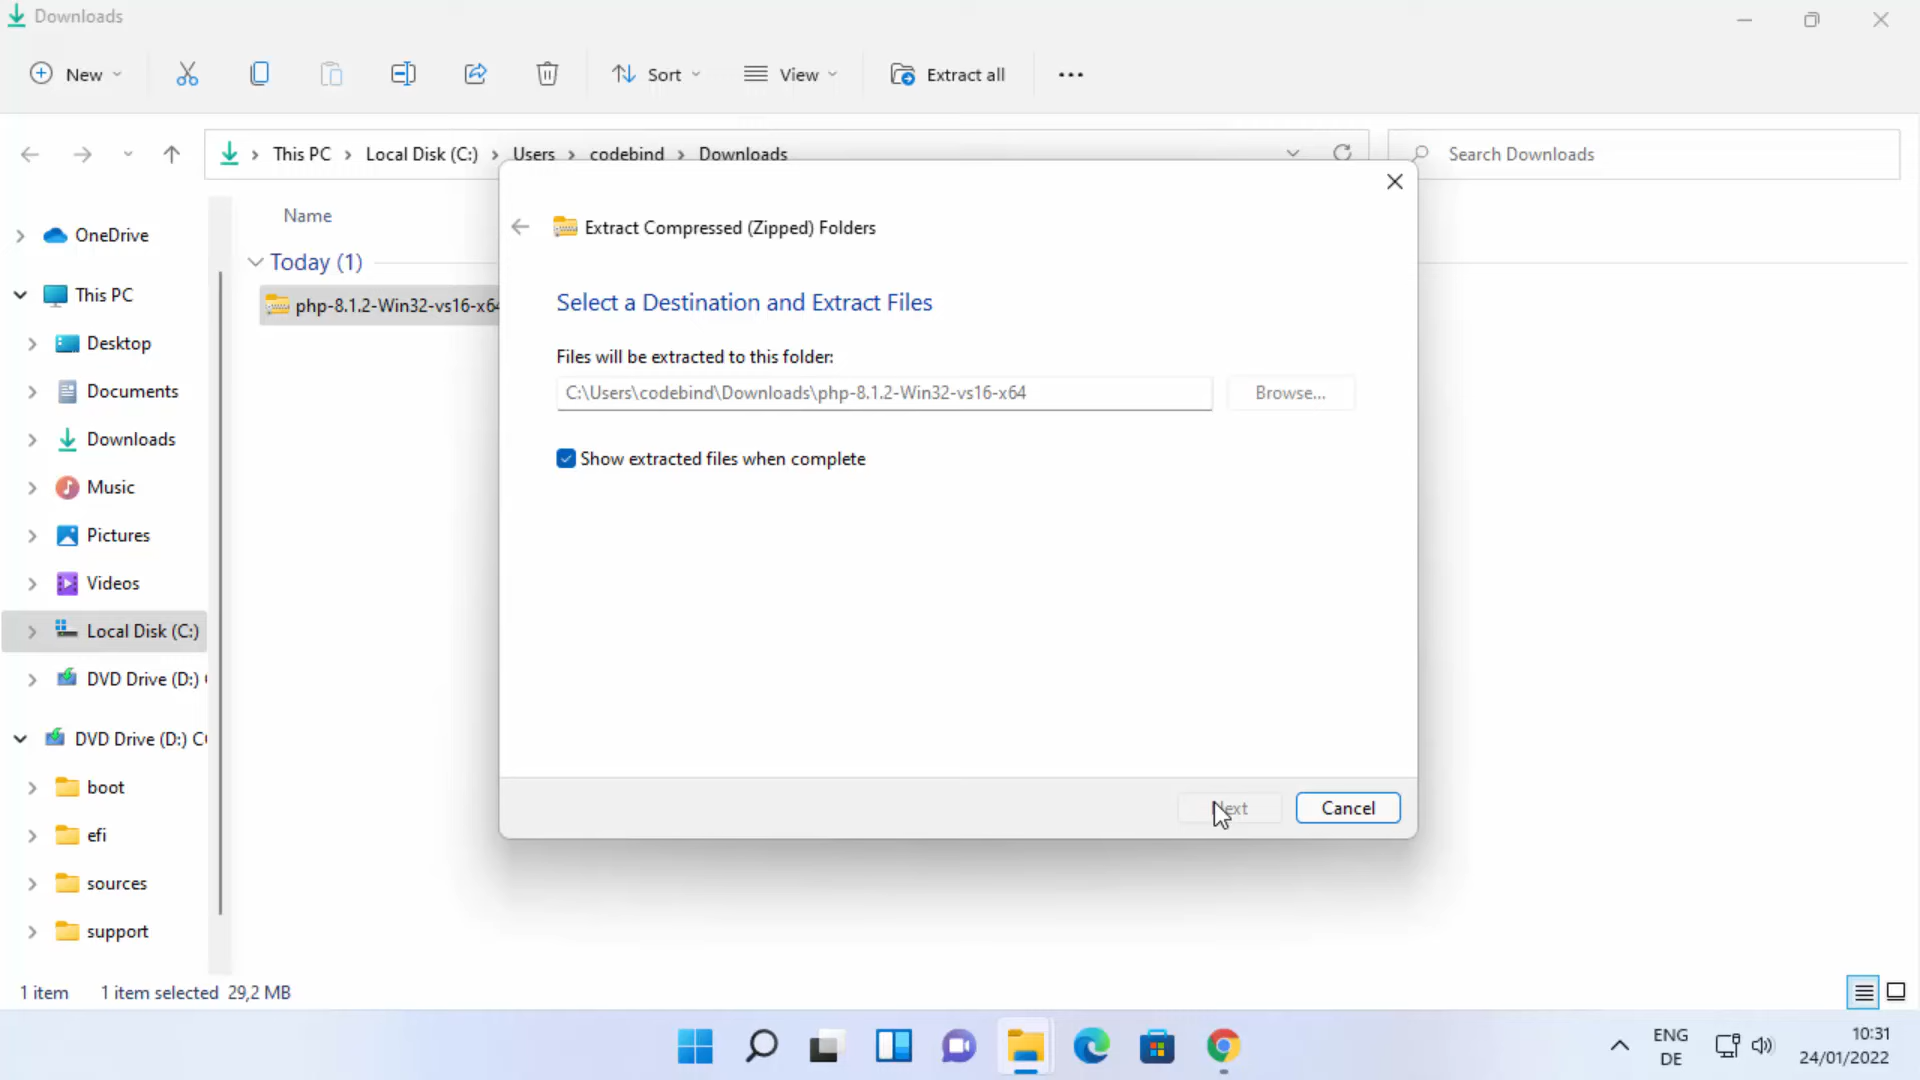 Downloads
New
Sort
View
Extract all
This PC
Local Disk (C:)
Users
codebind
Downloads
Search Downloads
OneDrive
This PC
Desktop
Documents
Downloads
Music
Pictures
Videos
Local Disk (C:)
DVD Drive (D:)
DVD Drive (D:)
boot
efi
sources
support
Name
Today (1)
php-8.1.2-Win32-vs16-x64
Extract Compressed (Zipped) Folders
Select a Destination and Extract Files
Files will be extracted to this folder:
C:\Users\codebind\Downloads\php-8.1.2-Win32-vs16-x64
Browse...
Show extracted files when complete
Next
Cancel
1 item
1 item selected 29,2 MB
ENG
DE
10:31
24/01/2022